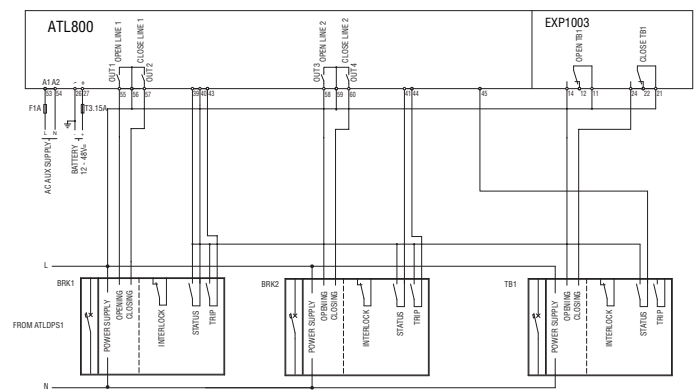 ATL800
EXP1003
OUT1
OPEN LINE 1
CLOSE LINE 1
OUT2
OUT3
OPEN LINE 2
CLOSE LINE 2
OUT4
OPEN TB1
CLOSE TB1
A1 A2
- +
53 54 26 27 55 56 57 39 40 43 58 59 60 41 44 45 14 12 11 24 22 21
F1A
T3.15A
L N - +
AC AUX SUPPLY
BATTERY
12 - 48V=
L
BRK1
BRK2
TB1
FROM ATLDPS1
POWER SUPPLY
OPENING
CLOSING
INTERLOCK
STATUS
TRIP
POWER SUPPLY
OPENING
CLOSING
INTERLOCK
STATUS
TRIP
POWER SUPPLY
OPENING
CLOSING
INTERLOCK
STATUS
TRIP
N